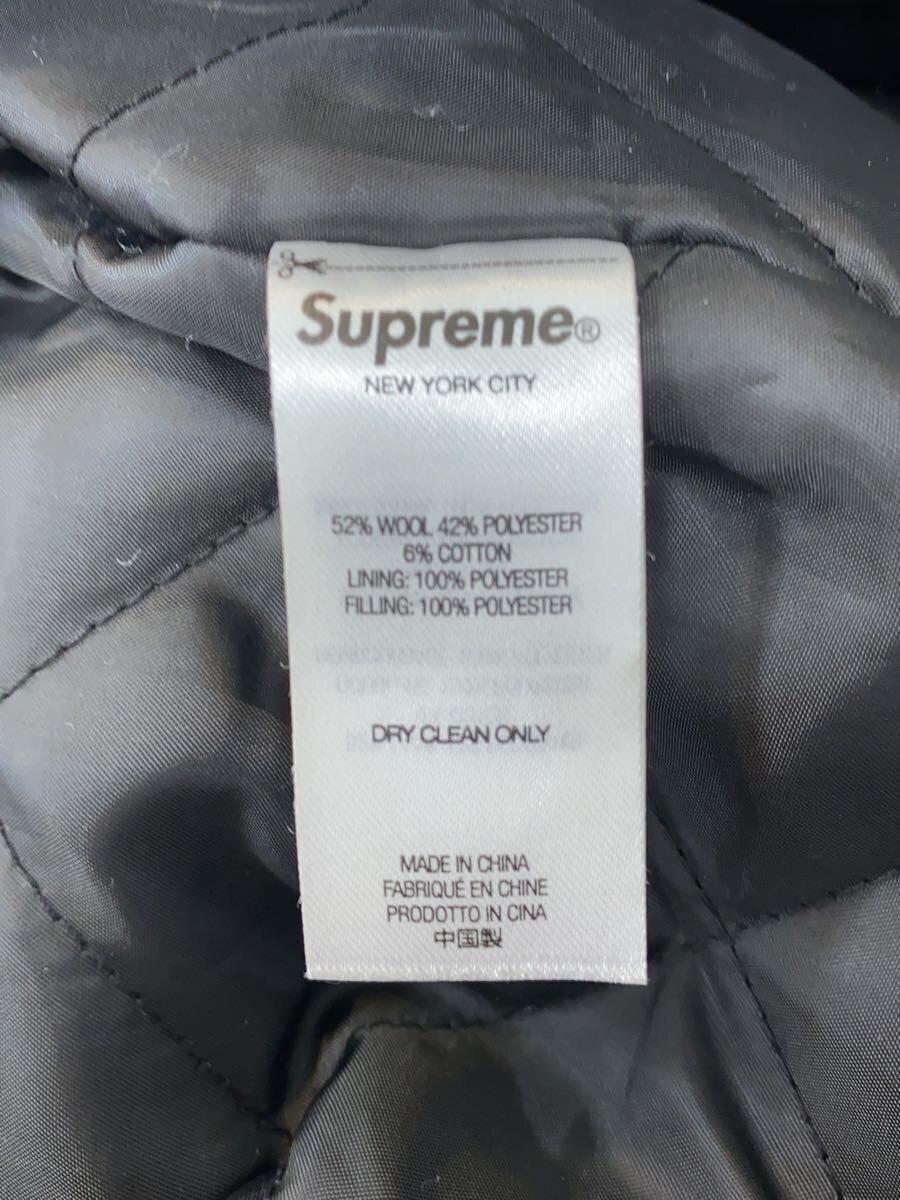 Supreme®
NEW YORK CITY
52% WOOL 42% POLYESTER
6% COTTON
LINING: 100% POLYESTER
FILLING: 100% POLYESTER
DRY CLEAN ONLY
MADE IN CHINA
FABRIQUÉ EN CHINE
PRODOTTO IN CINA
中国製